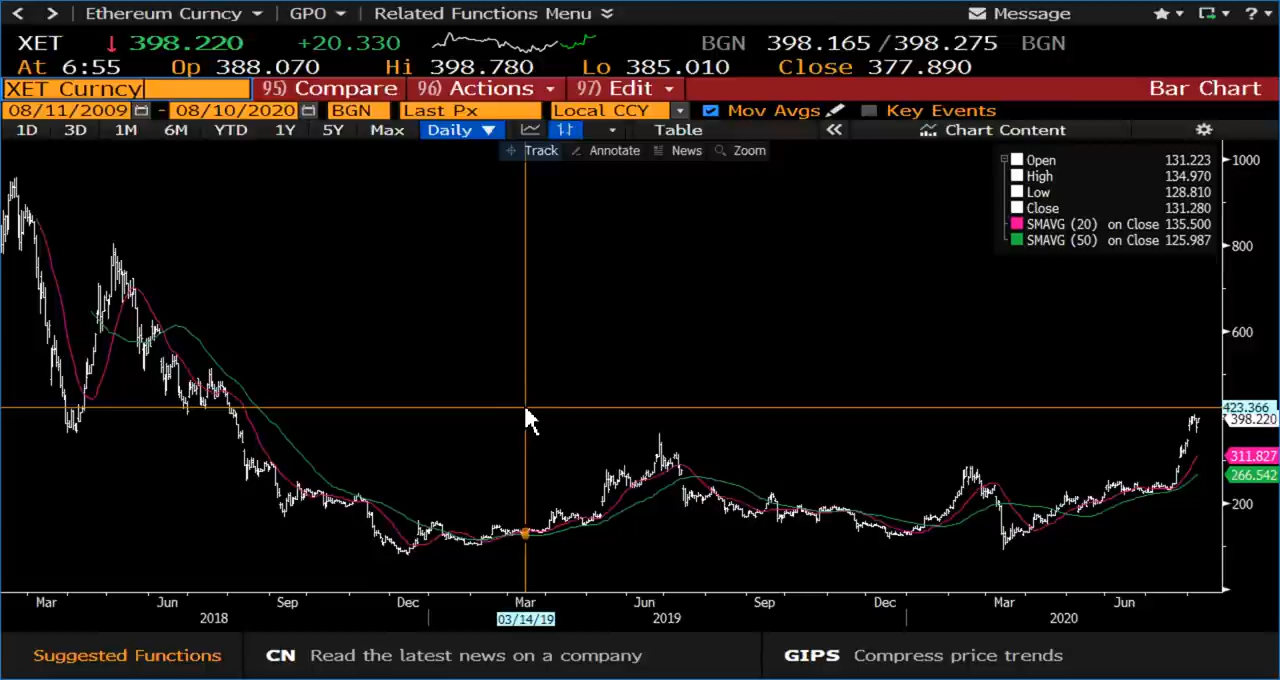 < > Ethereum Curncy GPO Related Functions Menu Message ?
XET ↓ 398.220 +20.330 BGN 398.165 / 398.275 BGN
At 6:55 Op 388.070 Hi 398.780 Lo 385.010 Close 377.890
XET Curncy 95) Compare 96) Actions 97) Edit Bar Chart
08/11/2009 - 08/10/2020 BGN Last Px Local CCY Mov Avgs Key Events
1D 3D 1M 6M YTD 1Y 5Y Max Daily ▼ Table « Chart Content
Track Annotate News Zoom
Open 131.223
High 134.970
Low 128.810
Close 131.280
SMAVG (20) on Close 135.500
SMAVG (50) on Close 125.987
1000
800
600
423.366
398.220
311.827
266.542
200
Mar Jun Sep Dec Mar Jun Sep Dec Mar Jun
2018 03/14/19 2019 2020
Suggested Functions CN Read the latest news on a company GIPS Compress price trends